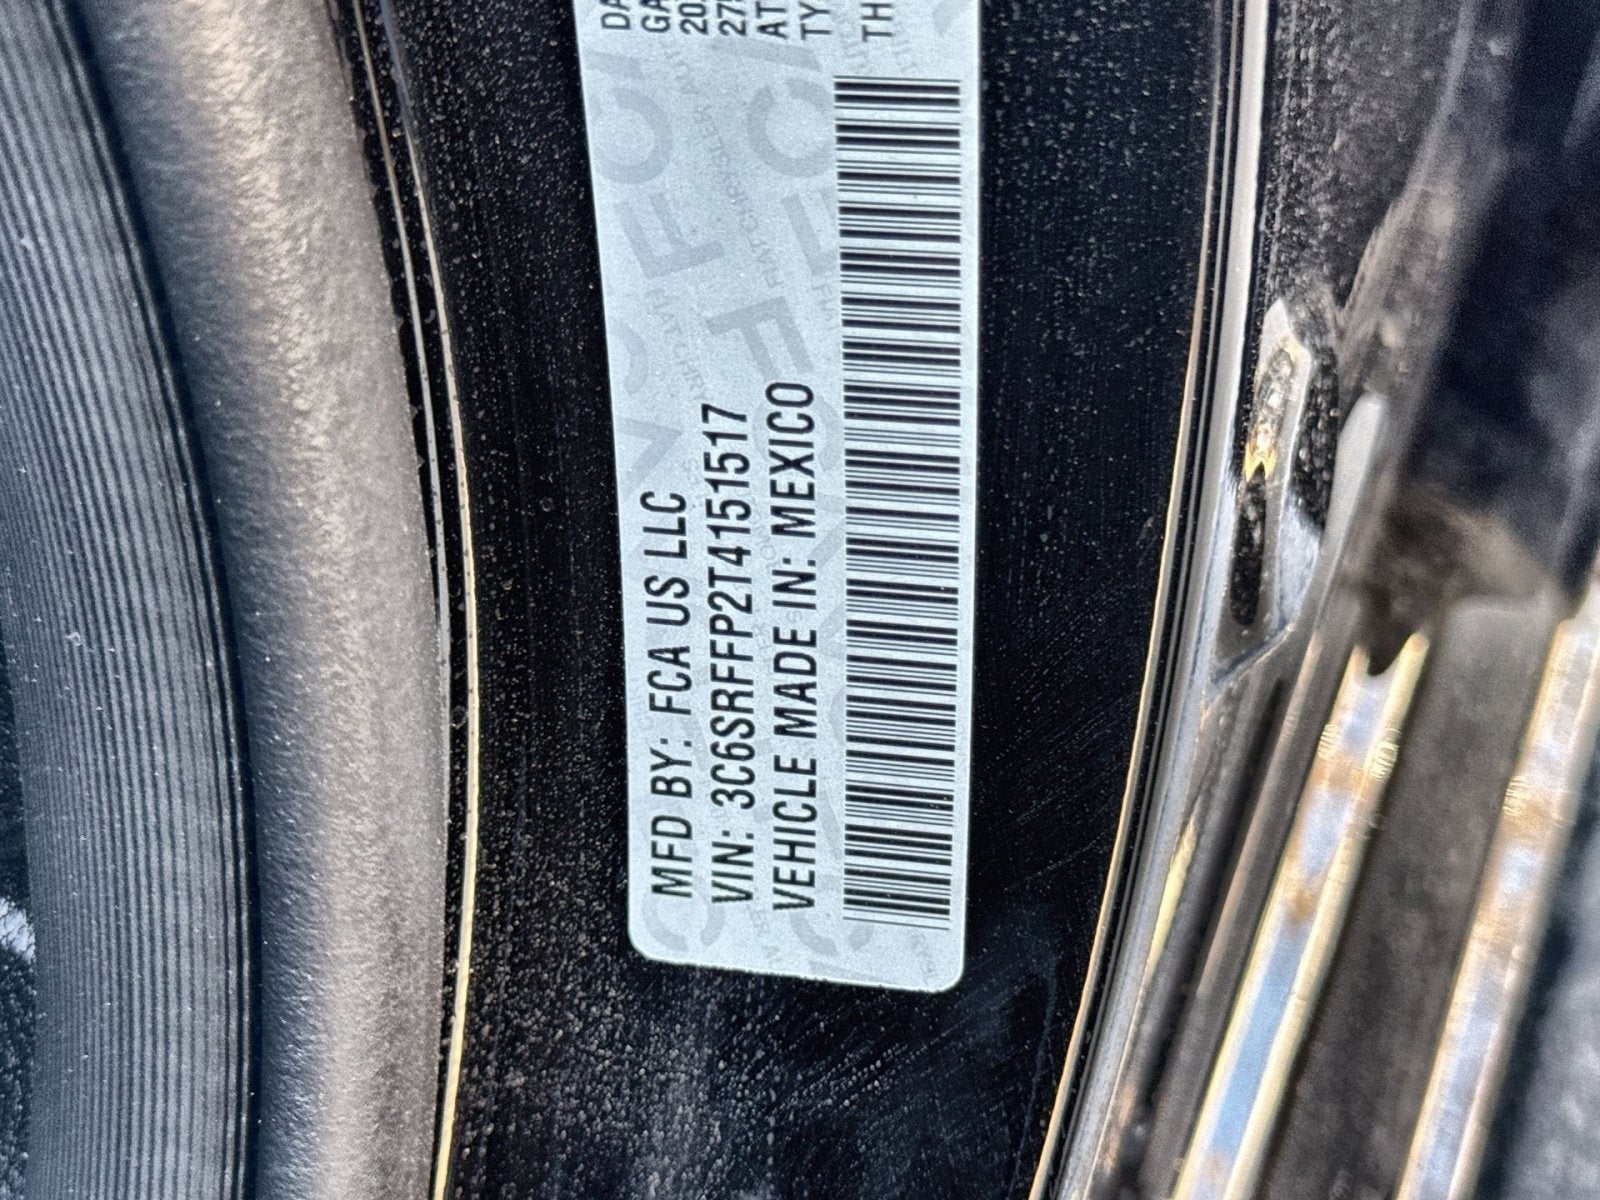 MFD BY: FCA US LLC
VIN: 3C6SRFFP2T4151517
VEHICLE MADE IN: MEXICO